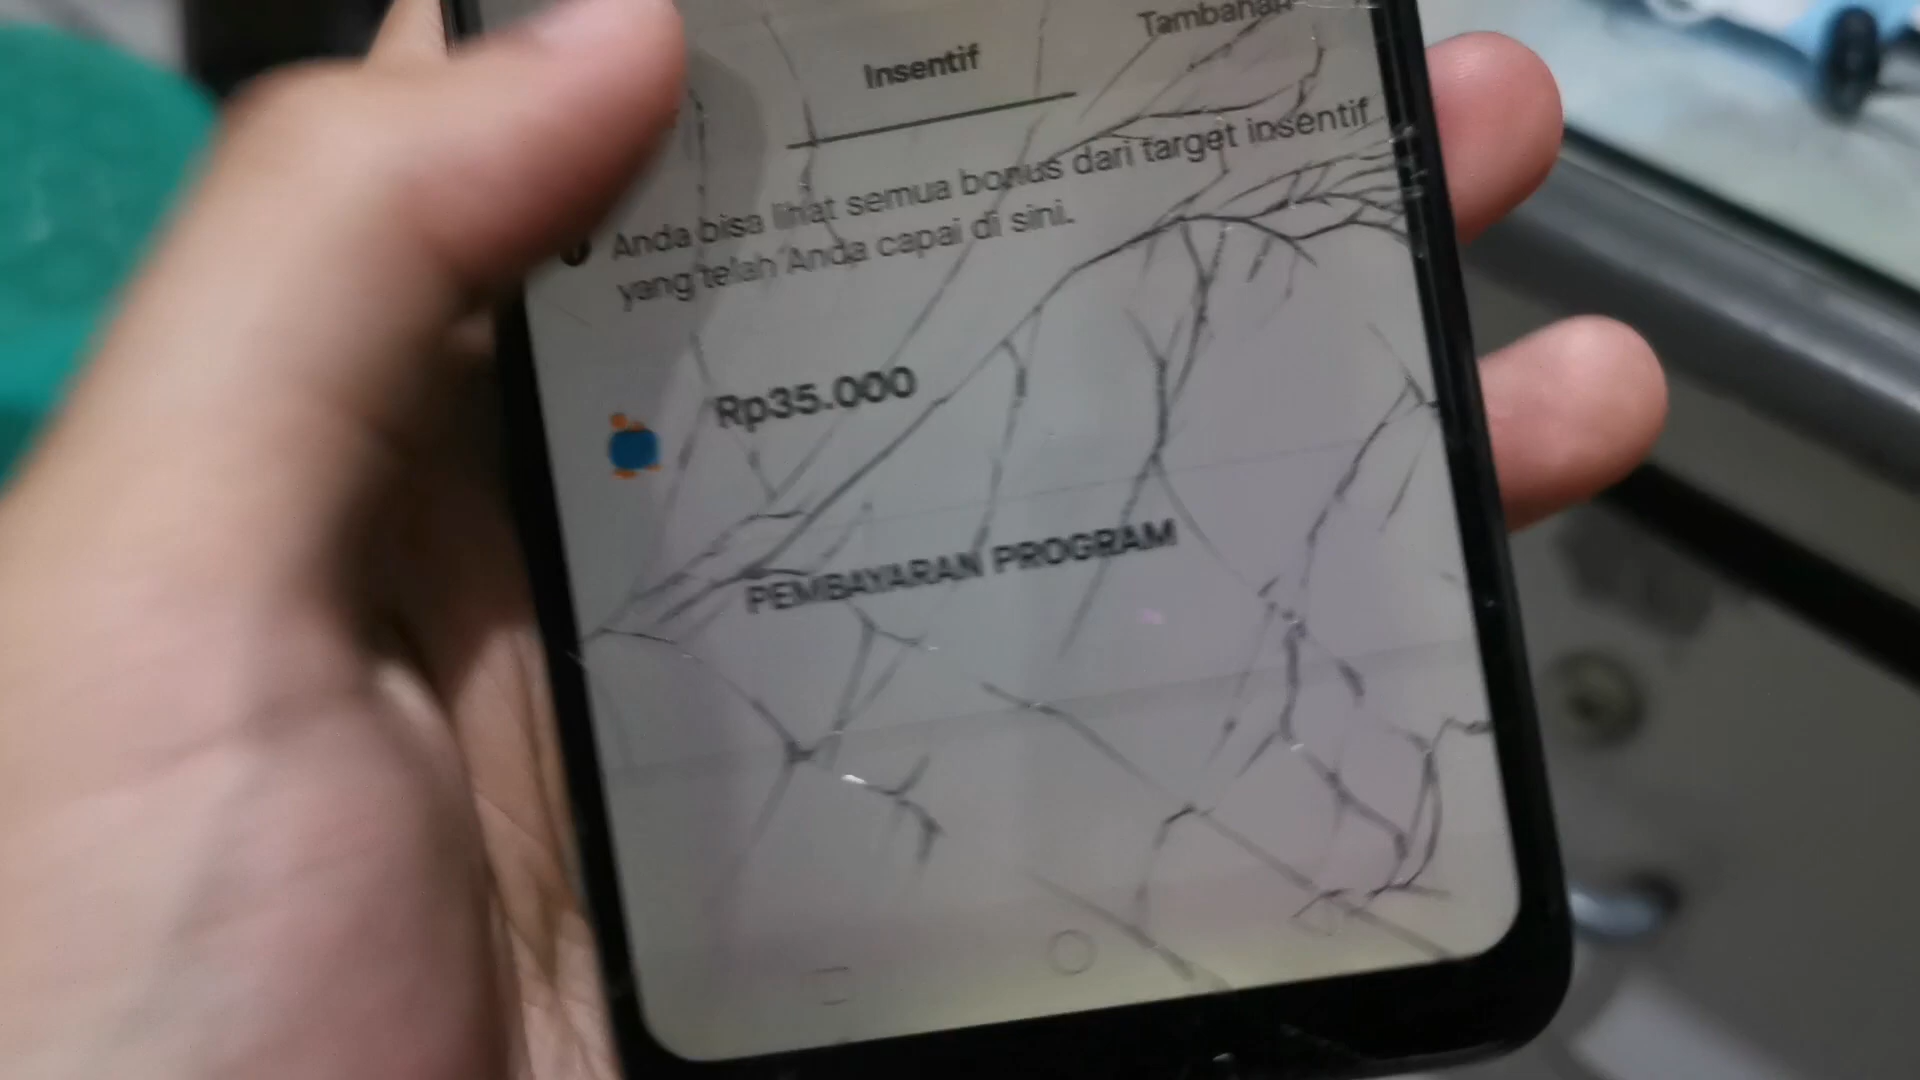 Tambahan
Insentif
Anda bisa lihat semua bonus dari target insentif
yang telah Anda capai di sini.
Rp35.000
PEMBAYARAN PROGRAM